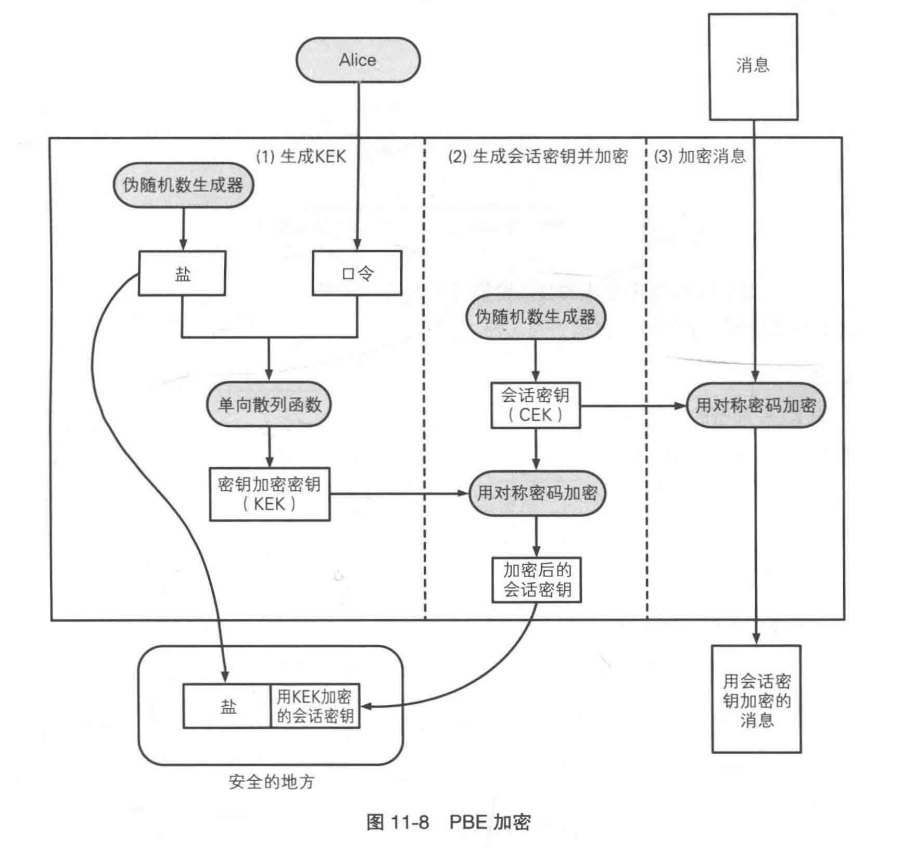 Alice
消息
(1) 生成KEK
(2) 生成会话密钥并加密
(3) 加密消息
伪随机数生成器
盐
口令
伪随机数生成器
单向散列函数
会话密钥
（CEK）
用对称密码加密
密钥加密密钥
（KEK）
用对称密码加密
加密后的
会话密钥
盐
用KEK加密
的会话密钥
用会话密
钥加密的
消息
安全的地方
图 11-8 PBE 加密